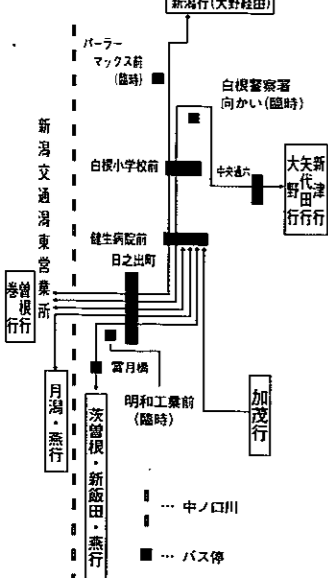 新潟行(大野経由)
パーラー
マックス前
(臨時)
白根警察署
向かい(臨時)
新潟交通潟東営業所
白根小学校前
中央通六
新津行
矢代田行
大野行
健生病院前
日之出町
曽根行
巻行
富月橋
月潟・燕行
明和工業前
(臨時)
茨曽根・新飯田・燕行
加茂行
… 中ノ口川
… バス停